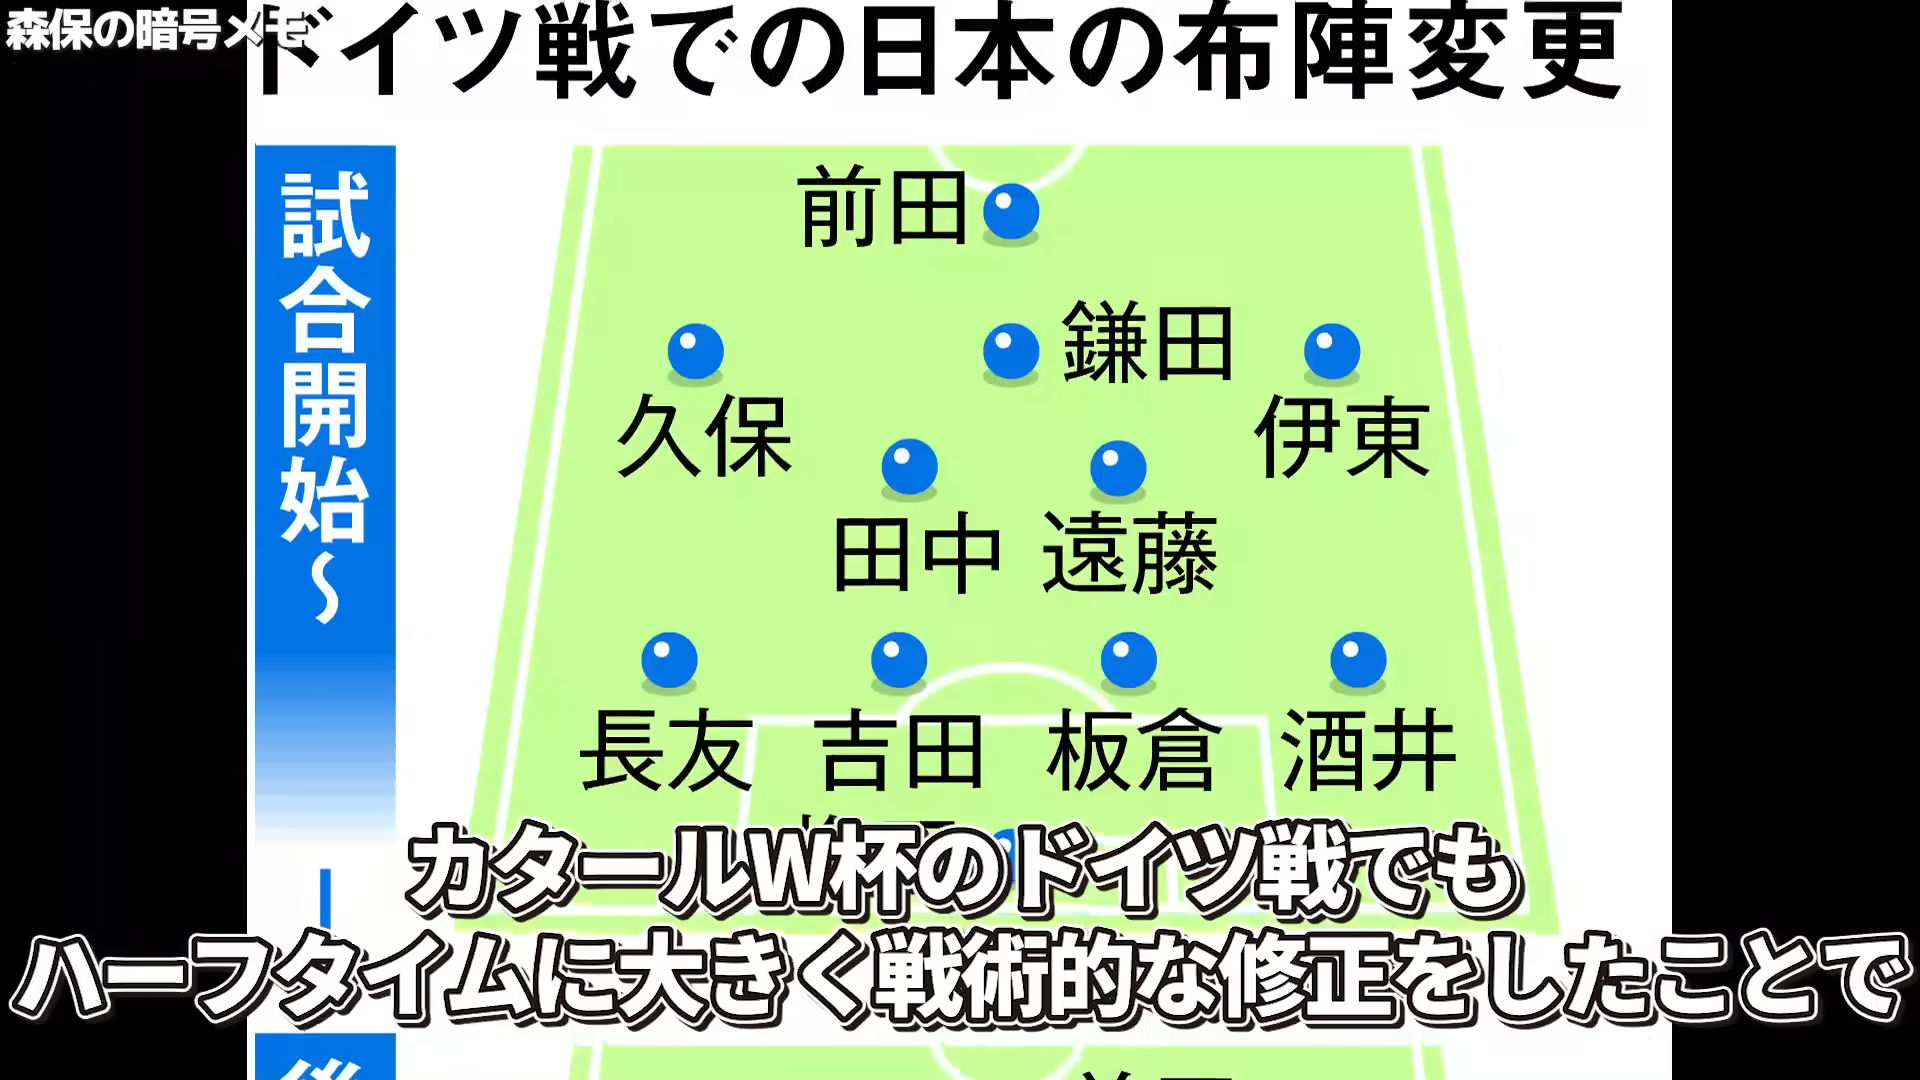 森保の暗号メモ
ドイツ戦での日本の布陣変更
試合開始〜
前田
鎌田
久保
伊東
田中 遠藤
長友 吉田 板倉 酒井
カタールW杯のドイツ戦でも
ハーフタイムに大きく戦術的な修正をしたことで